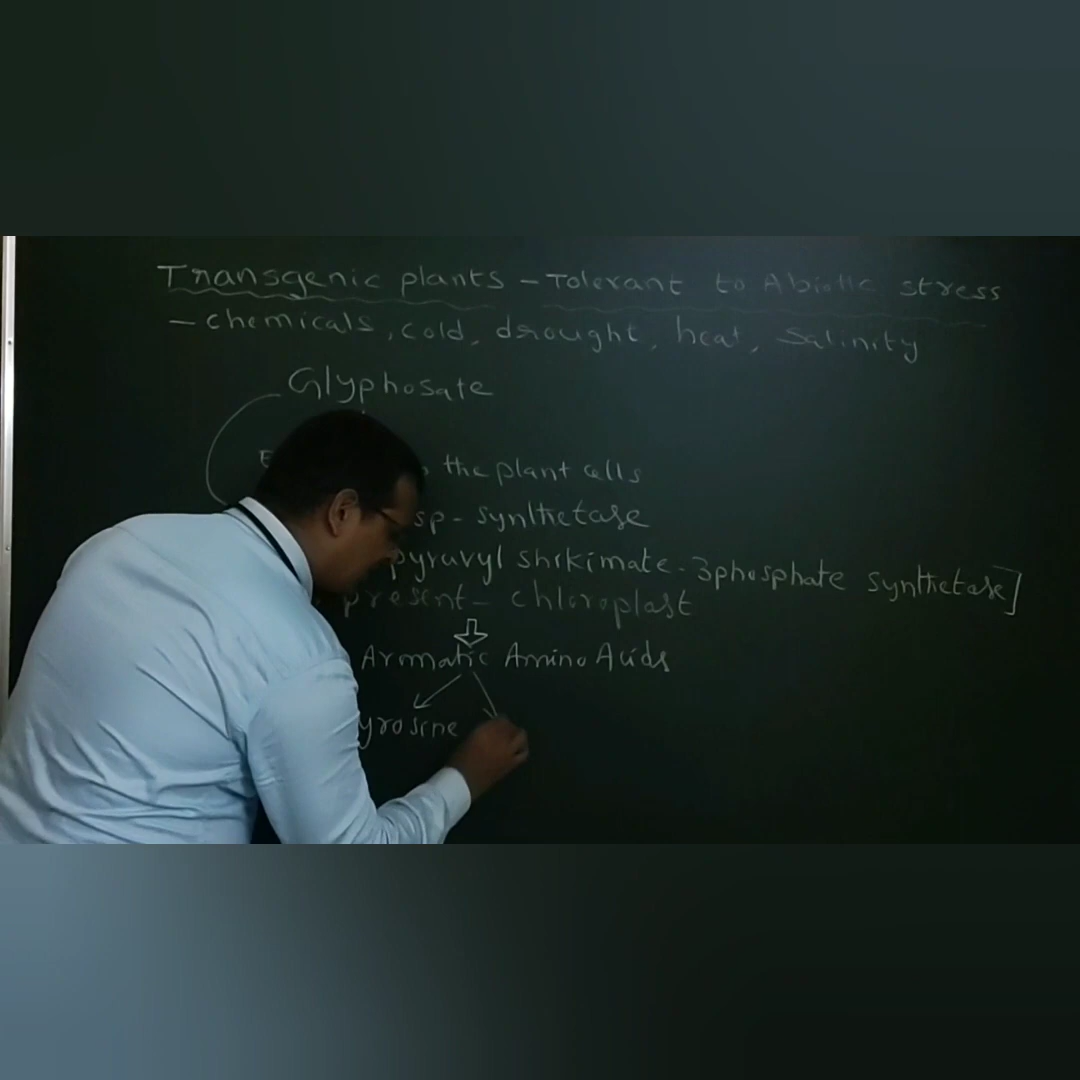 Transgenic plants - Tolerant to Abiotic stress
- chemicals, cold, drought, heat, salinity
Glyphosate
the plant cells
sp- synthetase
pyruvyl shikimate-3phosphate synthetase]
present- chloroplast
Aromatic Amino Acids
yrosine